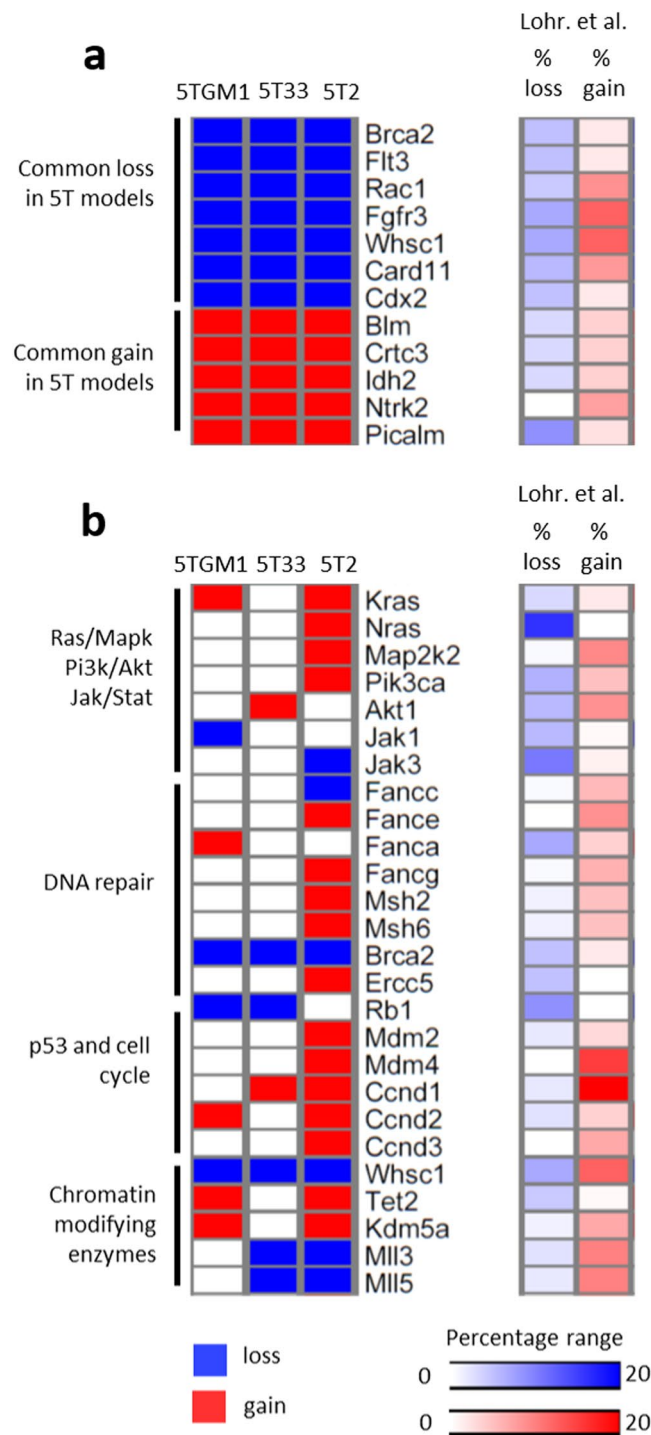 a
Lohr. et al.
% %
loss gain
5TGM1 5T33 5T2
Common loss
in 5T models
Brca2
Flt3
Rac1
Fgfr3
Whsc1
Card11
Cdx2
Common gain
in 5T models
Blm
Crtc3
Idh2
Ntrk2
Picalm
b
Lohr. et al.
% %
loss gain
5TGM1 5T33 5T2
Ras/Mapk
Pi3k/Akt
Jak/Stat
Kras
Nras
Map2k2
Pik3ca
Akt1
Jak1
Jak3
DNA repair
Fancc
Fance
Fanca
Fancg
Msh2
Msh6
Brca2
Ercc5
Rb1
p53 and cell
cycle
Mdm2
Mdm4
Ccnd1
Ccnd2
Ccnd3
Chromatin
modifying
enzymes
Whsc1
Tet2
Kdm5a
Mll3
Mll5
loss
gain
Percentage range
0 20
0 20